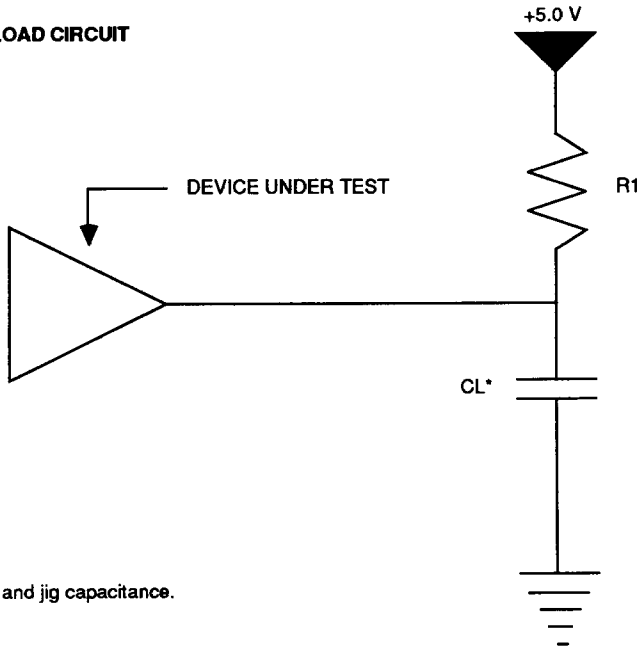 LOAD CIRCUIT
+5.0 V
DEVICE UNDER TEST
R1
CL*
and jig capacitance.